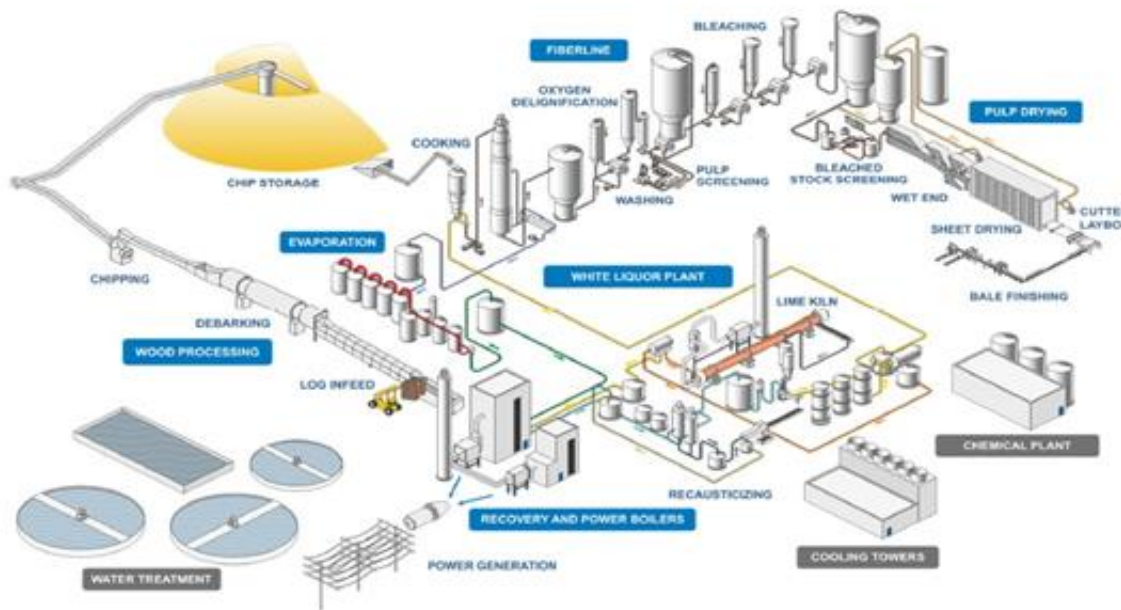 BLEACHING
FIBERLINE
OXYGEN
DELIGNIFICATION
PULP DRYING
COOKING
CHIP STORAGE
PULP
SCREENING
WASHING
BLEACHED
STOCK SCREENING
WET END
CUTTE
LAYBO
SHEET DRYING
EVAPORATION
WHITE LIQUOR PLANT
CHIPPING
BALE FINISHING
LIME KILN
DEBARKING
WOOD PROCESSING
LOG INFEED
CHEMICAL PLANT
RECAUSTICIZING
RECOVERY AND POWER BOILERS
COOLING TOWERS
POWER GENERATION
WATER TREATMENT